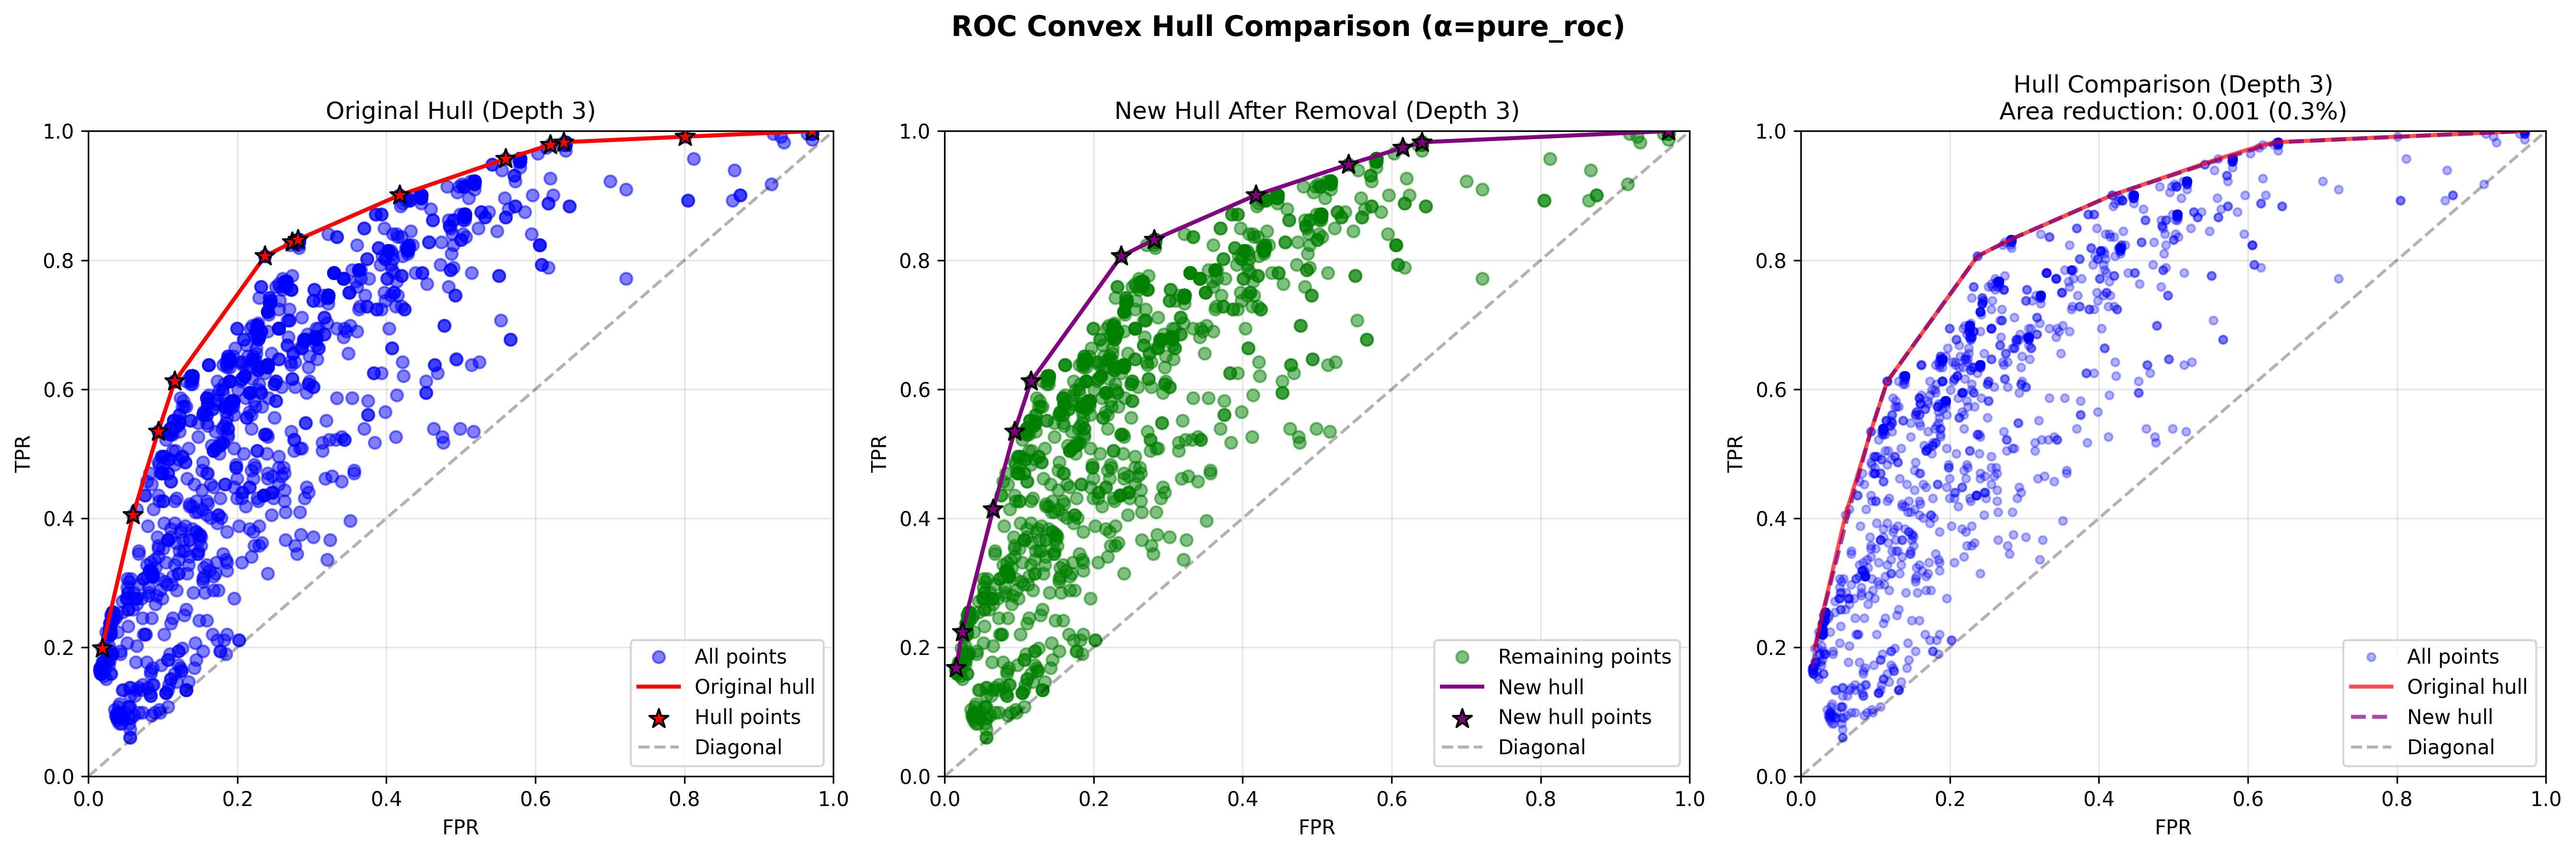 ROC Convex Hull Comparison (α=pure_roc)
Original Hull (Depth 3)
1.0
0.8
0.6
0.4
0.2
0.0
TPR
0.0 0.2 0.4 0.6 0.8 1.0
FPR
All points
Original hull
Hull points
Diagonal
New Hull After Removal (Depth 3)
1.0
0.8
0.6
0.4
0.2
0.0
TPR
0.0 0.2 0.4 0.6 0.8 1.0
FPR
Remaining points
New hull
New hull points
Diagonal
Hull Comparison (Depth 3)
Area reduction: 0.001 (0.3%)
1.0
0.8
0.6
0.4
0.2
0.0
TPR
0.0 0.2 0.4 0.6 0.8 1.0
FPR
All points
Original hull
New hull
Diagonal